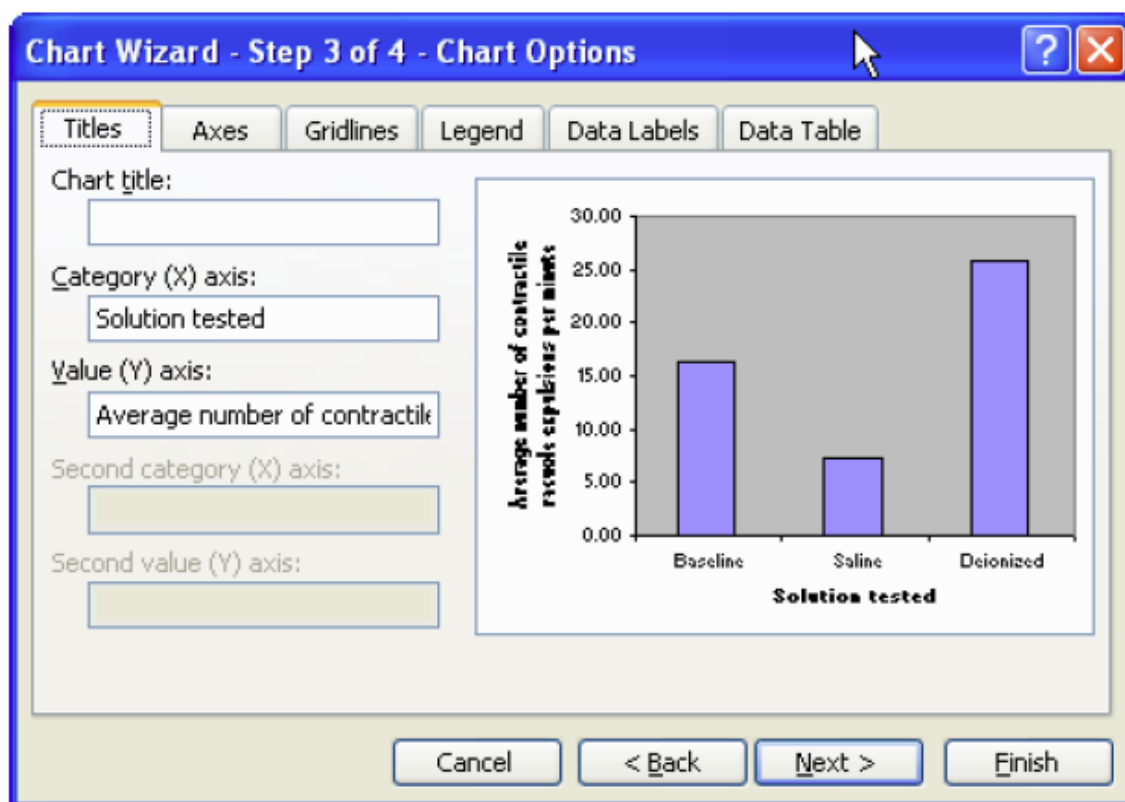 Chart Wizard - Step 3 of 4 - Chart Options
Titles Axes Gridlines Legend Data Labels Data Table
Chart title:
Category (X) axis:
Solution tested
Value (Y) axis:
Average number of contractile
Second category (X) axis:
Second value (Y) axis:
Average number of contractile
vacuole expulsions per minute
30.00
25.00
20.00
15.00
10.00
5.00
0.00
Baseline Saline Deionized
Solution tested
Cancel < Back Next > Finish